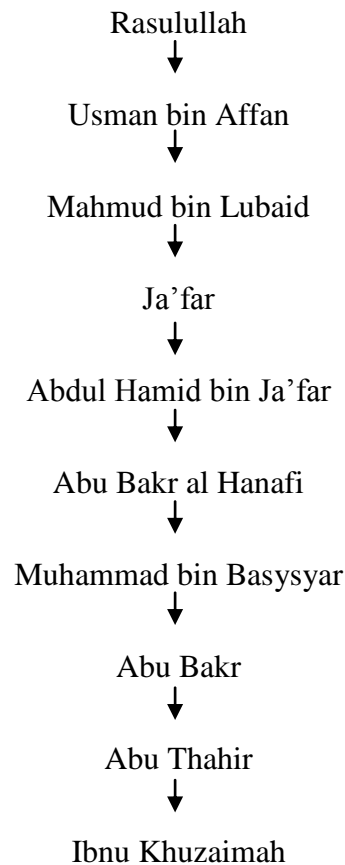 Rasulullah
Usman bin Affan
Mahmud bin Lubaid
Ja’far
Abdul Hamid bin Ja’far
Abu Bakr al Hanafi
Muhammad bin Basysyar
Abu Bakr
Abu Thahir
Ibnu Khuzaimah